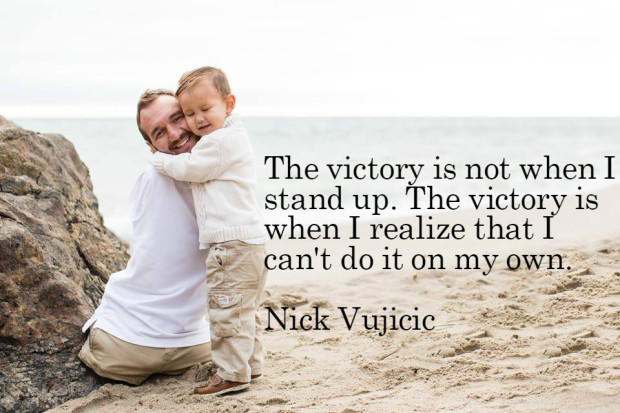 The victory is not when I
stand up. The victory is
when I realize that I
can't do it on my own.
Nick Vujicic